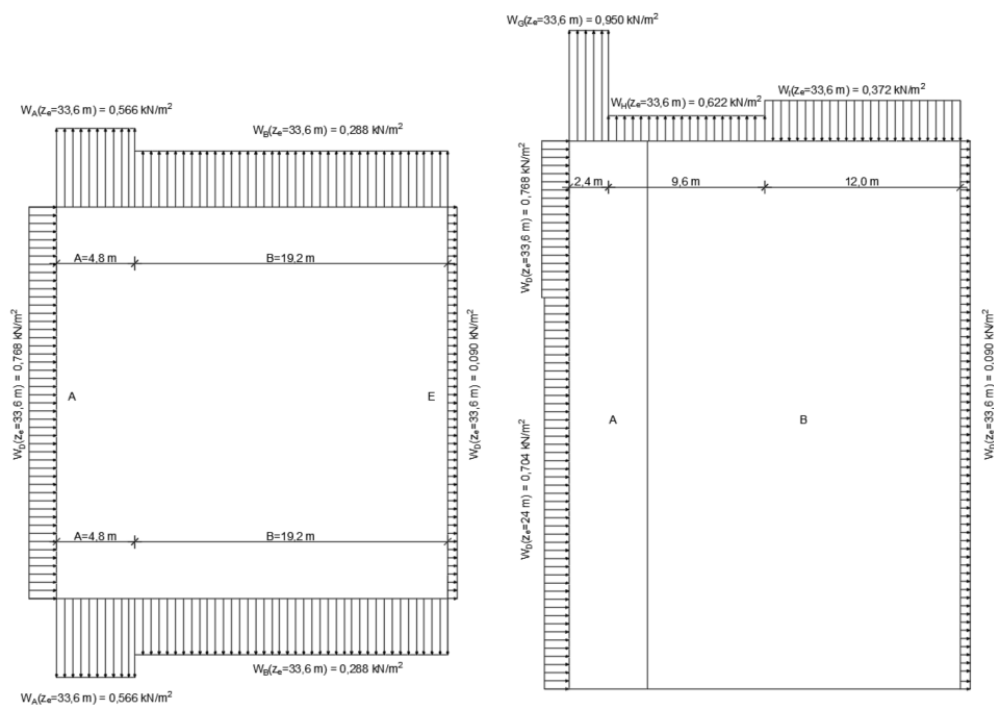 W_G(z_e=33,6 m) = 0,950 kN/m²
W_A(z_e=33,6 m) = 0,566 kN/m²
W_B(z_e=33,6 m) = 0,288 kN/m²
W_H(z_e=33,6 m) = 0,622 kN/m²
W_I(z_e=33,6 m) = 0,372 kN/m²
A=4,8 m
B=19,2 m
W_D(z_e=33,6 m) = 0,768 kN/m²
A
E
W_D(z_e=33,6 m) = 0,090 kN/m²
A=4,8 m
B=19,2 m
W_B(z_e=33,6 m) = 0,288 kN/m²
W_A(z_e=33,6 m) = 0,566 kN/m²
2,4 m
9,6 m
12,0 m
W_D(z_e=33,6 m) = 0,768 kN/m²
W_D(z_e=24 m) = 0,704 kN/m²
A
B
W_D(z_e=33,6 m) = 0,090 kN/m²